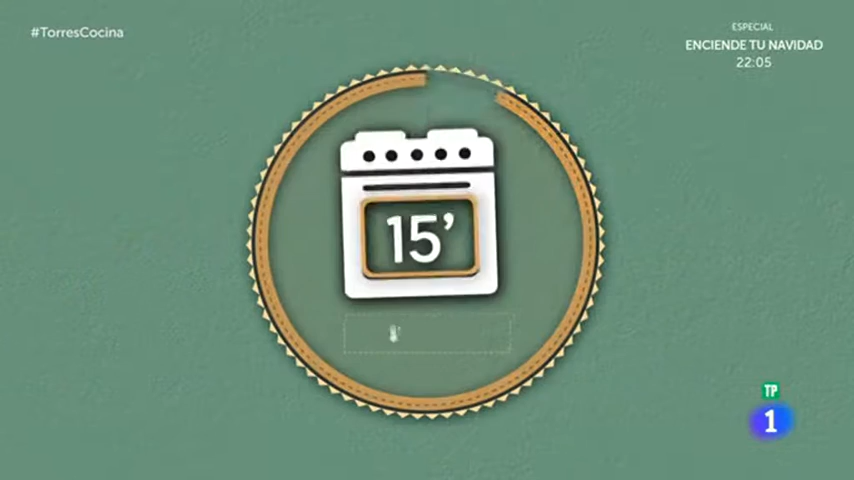 #TorresCocina
ESPECIAL
ENCIENDE TU NAVIDAD
22:05
15’
TP
1